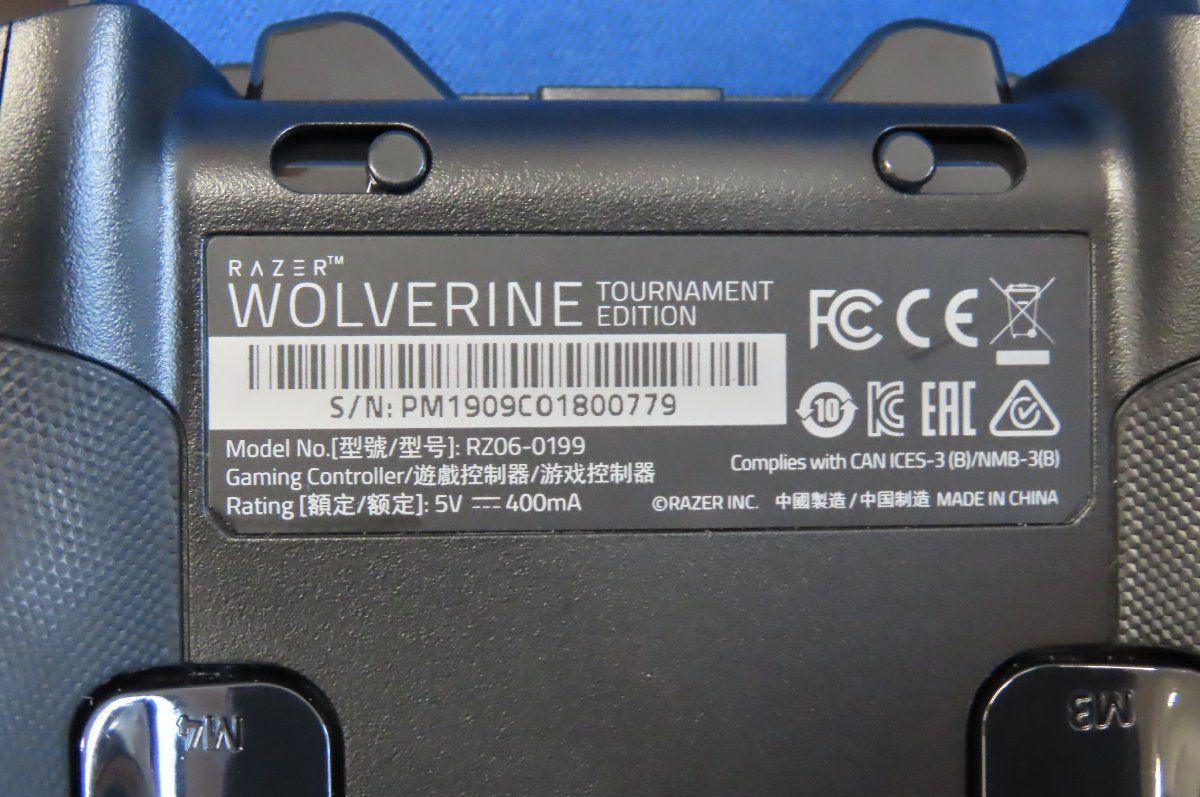 RAZER™
WOLVERINE TOURNAMENT EDITION
S/N: PM1909C01800779
Model No.[型號/型号]: RZ06-0199
Gaming Controller/遊戲控制器/游戏控制器
Rating [額定/额定]: 5V ⎓ 400mA
FC CE
10 KC EAC
Complies with CAN ICES-3 (B)/NMB-3(B)
©RAZER INC. 中國製造 / 中国制造 MADE IN CHINA
M4
M3